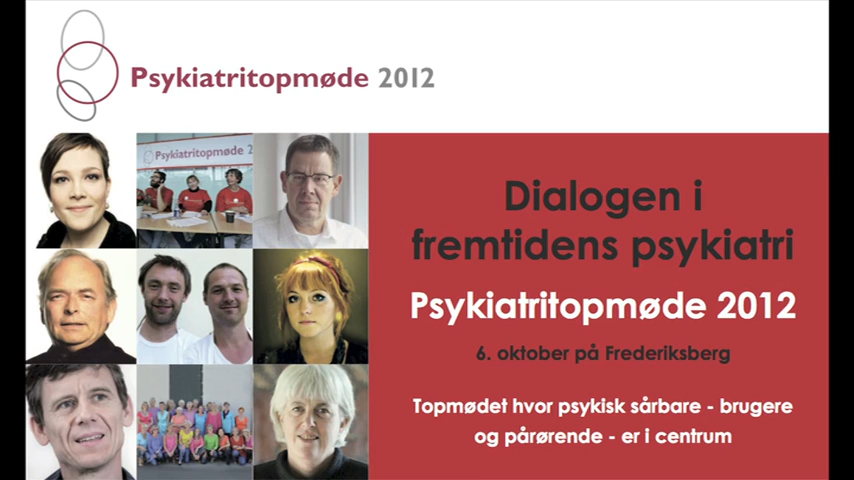 Psykiatritopmøde 2012
Psykiatritopmøde 2
Dialogen i
fremtidens psykiatri
Psykiatritopmøde 2012
6. oktober på Frederiksberg
Topmødet hvor psykisk sårbare - brugere
og pårørende - er i centrum